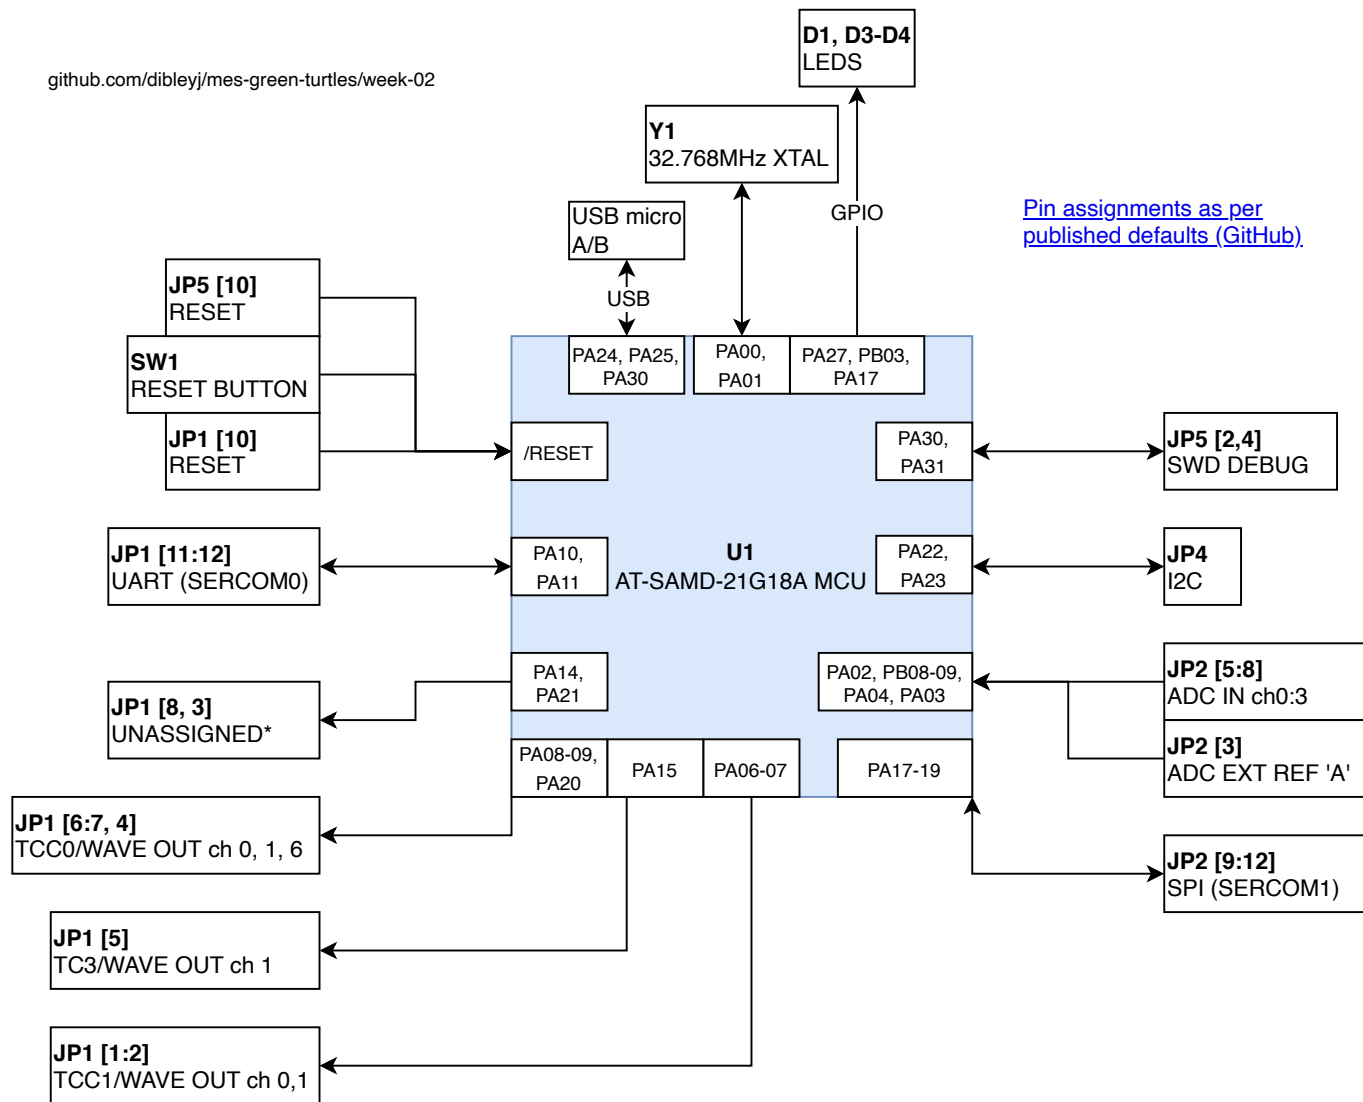 D1, D3-D4
LEDS
github.com/dibleyj/mes-green-turtles/week-02
Y1
32.768MHz XTAL
USB micro
A/B
GPIO
Pin assignments as per
published defaults (GitHub)
JP5 [10]
RESET
USB
SW1
RESET BUTTON
PA24, PA25,
PA30
PA00,
PA01
PA27, PB03,
PA17
JP1 [10]
RESET
/RESET
PA30,
PA31
JP5 [2,4]
SWD DEBUG
JP1 [11:12]
UART (SERCOM0)
PA10,
PA11
U1
AT-SAMD-21G18A MCU
PA22,
PA23
JP4
I2C
JP1 [8, 3]
UNASSIGNED*
PA14,
PA21
PA02, PB08-09,
PA04, PA03
JP2 [5:8]
ADC IN ch0:3
JP2 [3]
ADC EXT REF 'A'
PA08-09,
PA20
PA15
PA06-07
PA17-19
JP1 [6:7, 4]
TCC0/WAVE OUT ch 0, 1, 6
JP2 [9:12]
SPI (SERCOM1)
JP1 [5]
TC3/WAVE OUT ch 1
JP1 [1:2]
TCC1/WAVE OUT ch 0,1